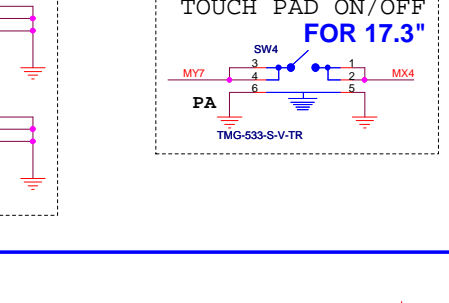 TOUCH PAD ON/OFF
FOR 17.3"
SW4
3 1
MY7 4 2 MX4
6 5
PA
TMG-533-S-V-TR